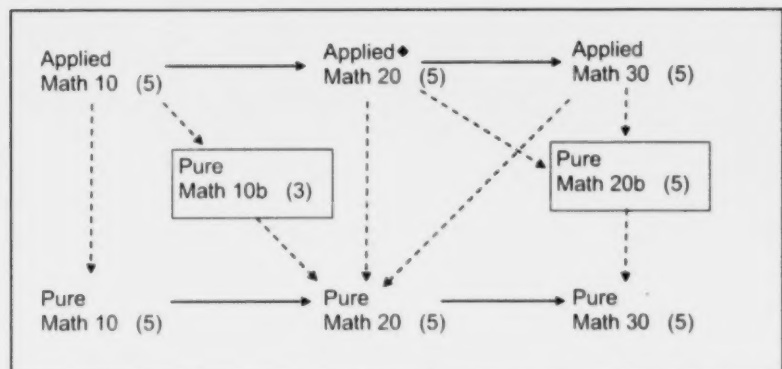 Applied
Math 10 (5)
Applied◆
Math 20 (5)
Applied
Math 30 (5)
Pure
Math 10b (3)
Pure
Math 20b (5)
Pure
Math 10 (5)
Pure
Math 20 (5)
Pure
Math 30 (5)